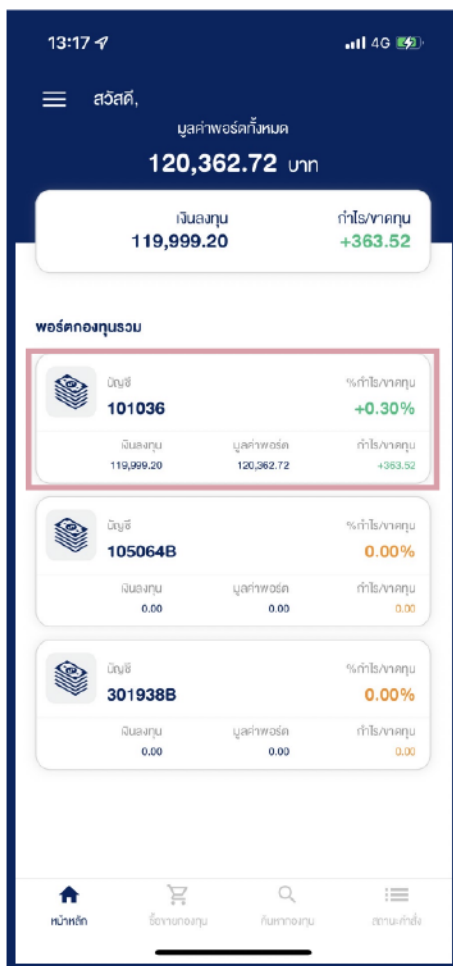 13:17 4G
สวัสดี,
มูลค่าพอร์ตทั้งหมด
120,362.72 บาท
เงินลงทุน กำไร/ขาดทุน
119,999.20 +363.52
พอร์ตกองทุนรวม
บัญชี %กำไร/ขาดทุน
101036 +0.30%
เงินลงทุน มูลค่าพอร์ต กำไร/ขาดทุน
119,999.20 120,362.72 +363.52
บัญชี %กำไร/ขาดทุน
105064B 0.00%
เงินลงทุน มูลค่าพอร์ต กำไร/ขาดทุน
0.00 0.00 0.00
บัญชี %กำไร/ขาดทุน
301938B 0.00%
เงินลงทุน มูลค่าพอร์ต กำไร/ขาดทุน
0.00 0.00 0.00
หน้าหลัก ซื้อขายกองทุน ค้นหากองทุน สถานะคำสั่ง